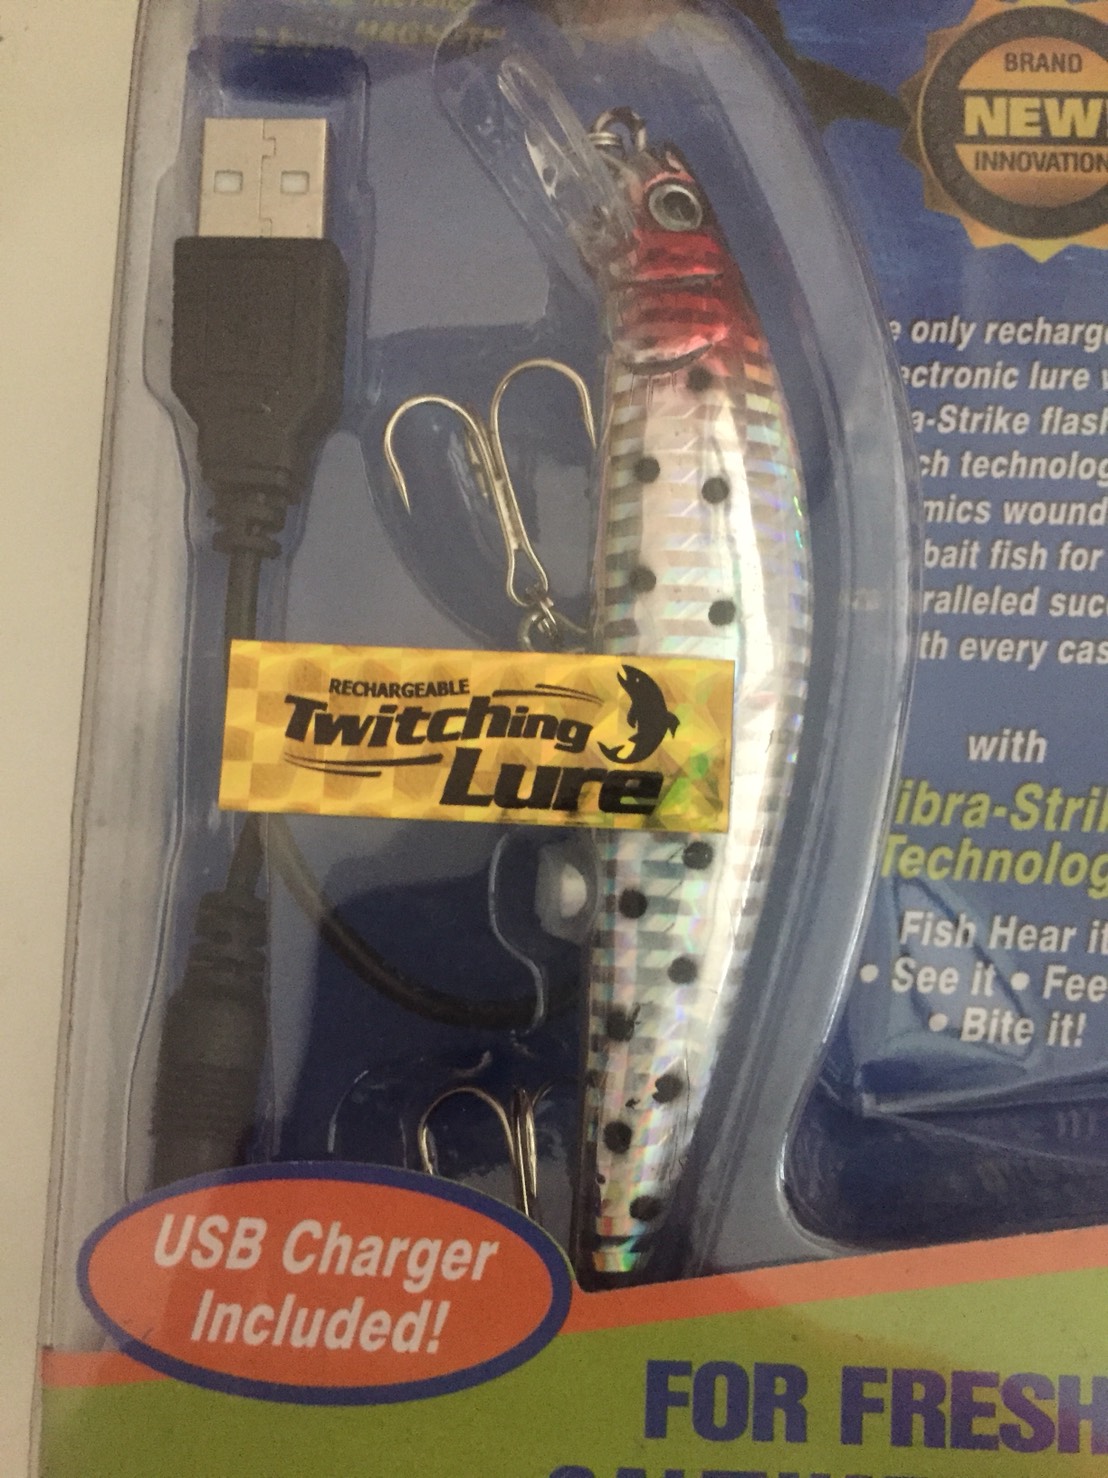 BRAND
NEW
INNOVATION
e only recharg
ectronic lure
a-Strike flash
ch technolog
mics wound
bait fish for
ralleled suc
th every cas
with
ibra-Stri
Technolog
Fish Hear it
• See it • Fee
• Bite it!
RECHARGEABLE
Twitching
Lure
USB Charger
Included!
FOR FRESH